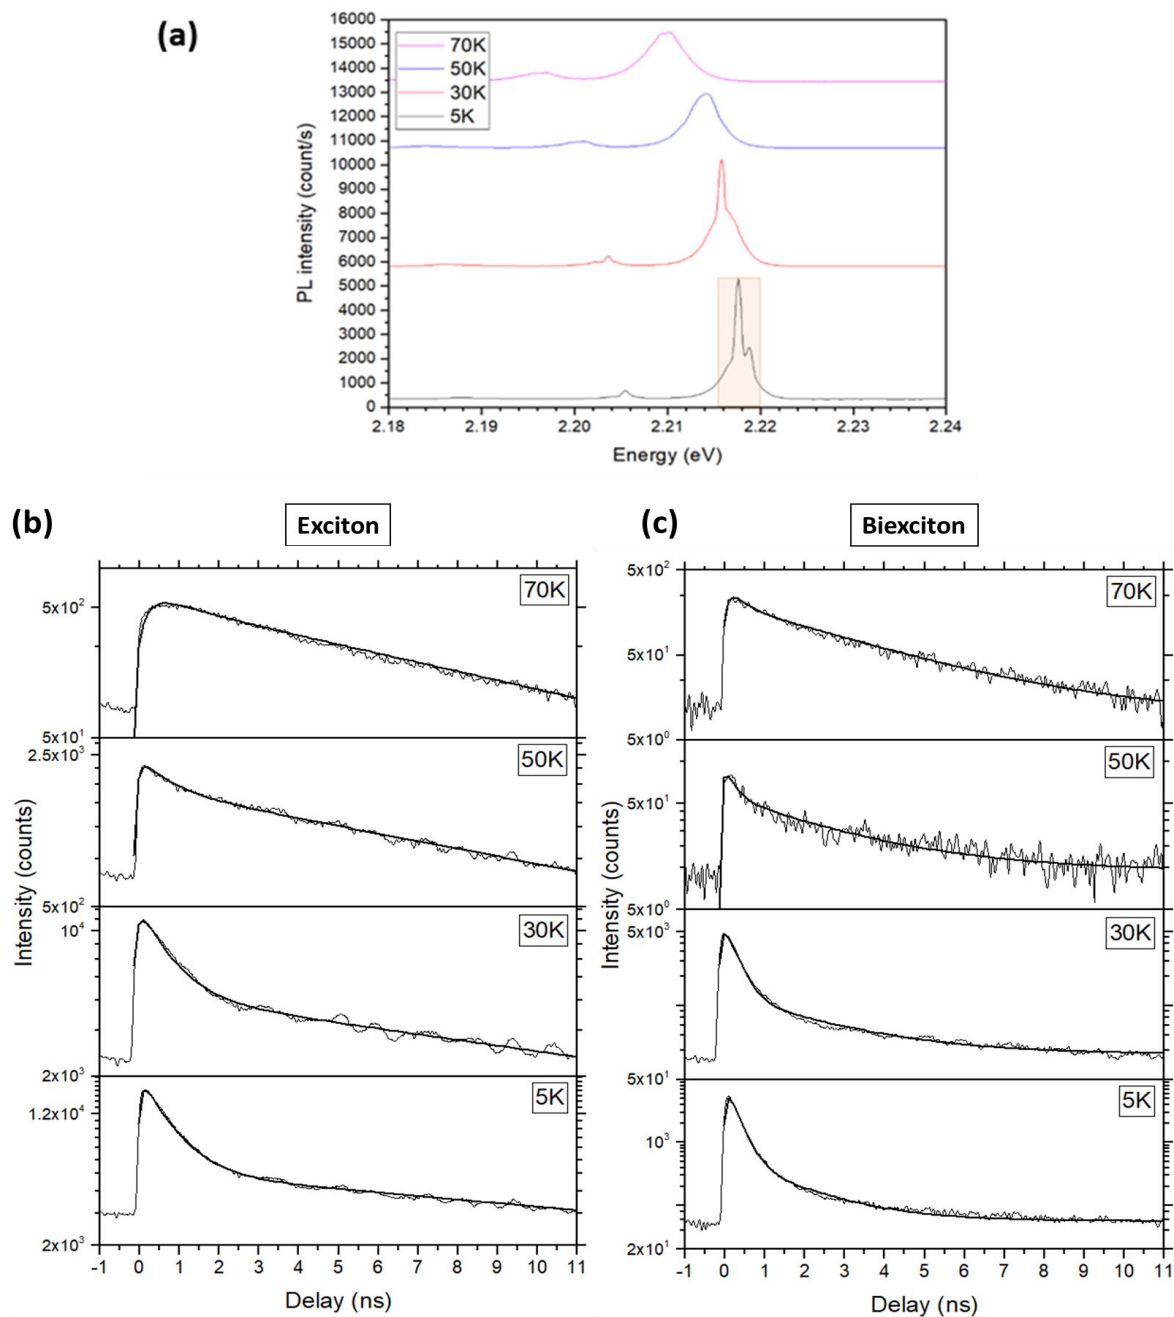 (a)
16000
15000
14000
13000
12000
11000
10000
9000
8000
7000
6000
5000
4000
3000
2000
1000
0
PL intensity (count/s)
70K
50K
30K
5K
2.18 2.19 2.20 2.21 2.22 2.23 2.24
Energy (eV)
(b)
Exciton
70K
5x10²
5x10¹
50K
2.5x10³
5x10²
30K
10⁴
2x10³
5K
1.2x10⁴
2x10³
Intensity (counts)
-1 0 1 2 3 4 5 6 7 8 9 10 11
Delay (ns)
(c)
Biexciton
5x10²
70K
5x10¹
5x10⁰
50K
5x10¹
5x10⁰
30K
5x10³
5x10¹
5K
10³
2x10¹
Intensity (counts)
-1 0 1 2 3 4 5 6 7 8 9 10 11
Delay (ns)